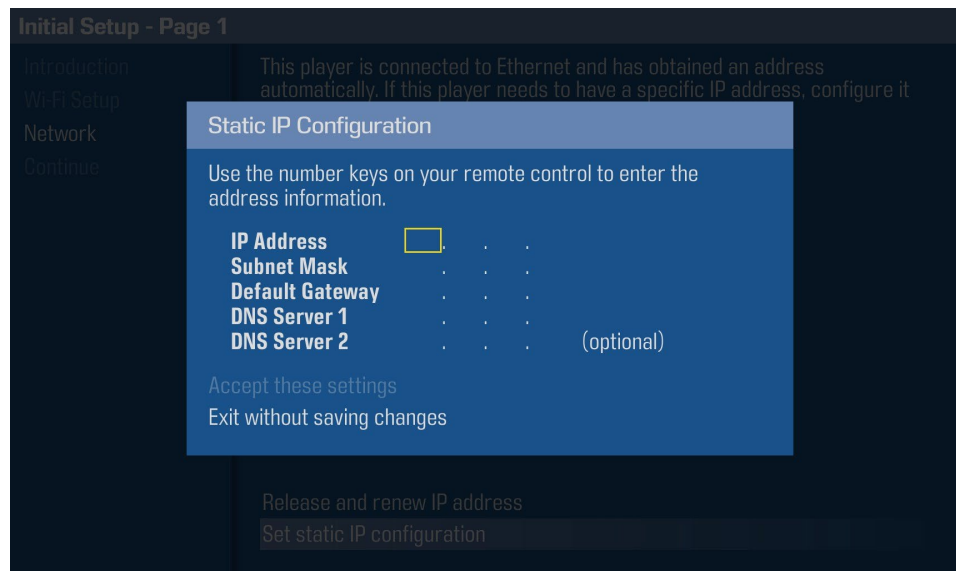 Initial Setup - Page 1
Introduction
Wi-Fi Setup
Network
Continue
This player is connected to Ethernet and has obtained an address
automatically. If this player needs to have a specific IP address, configure it
Static IP Configuration
Use the number keys on your remote control to enter the
address information.
IP Address . . .
Subnet Mask . . .
Default Gateway . . .
DNS Server 1 . . .
DNS Server 2 . . . (optional)
Accept these settings
Exit without saving changes
Release and renew IP address
Set static IP configuration